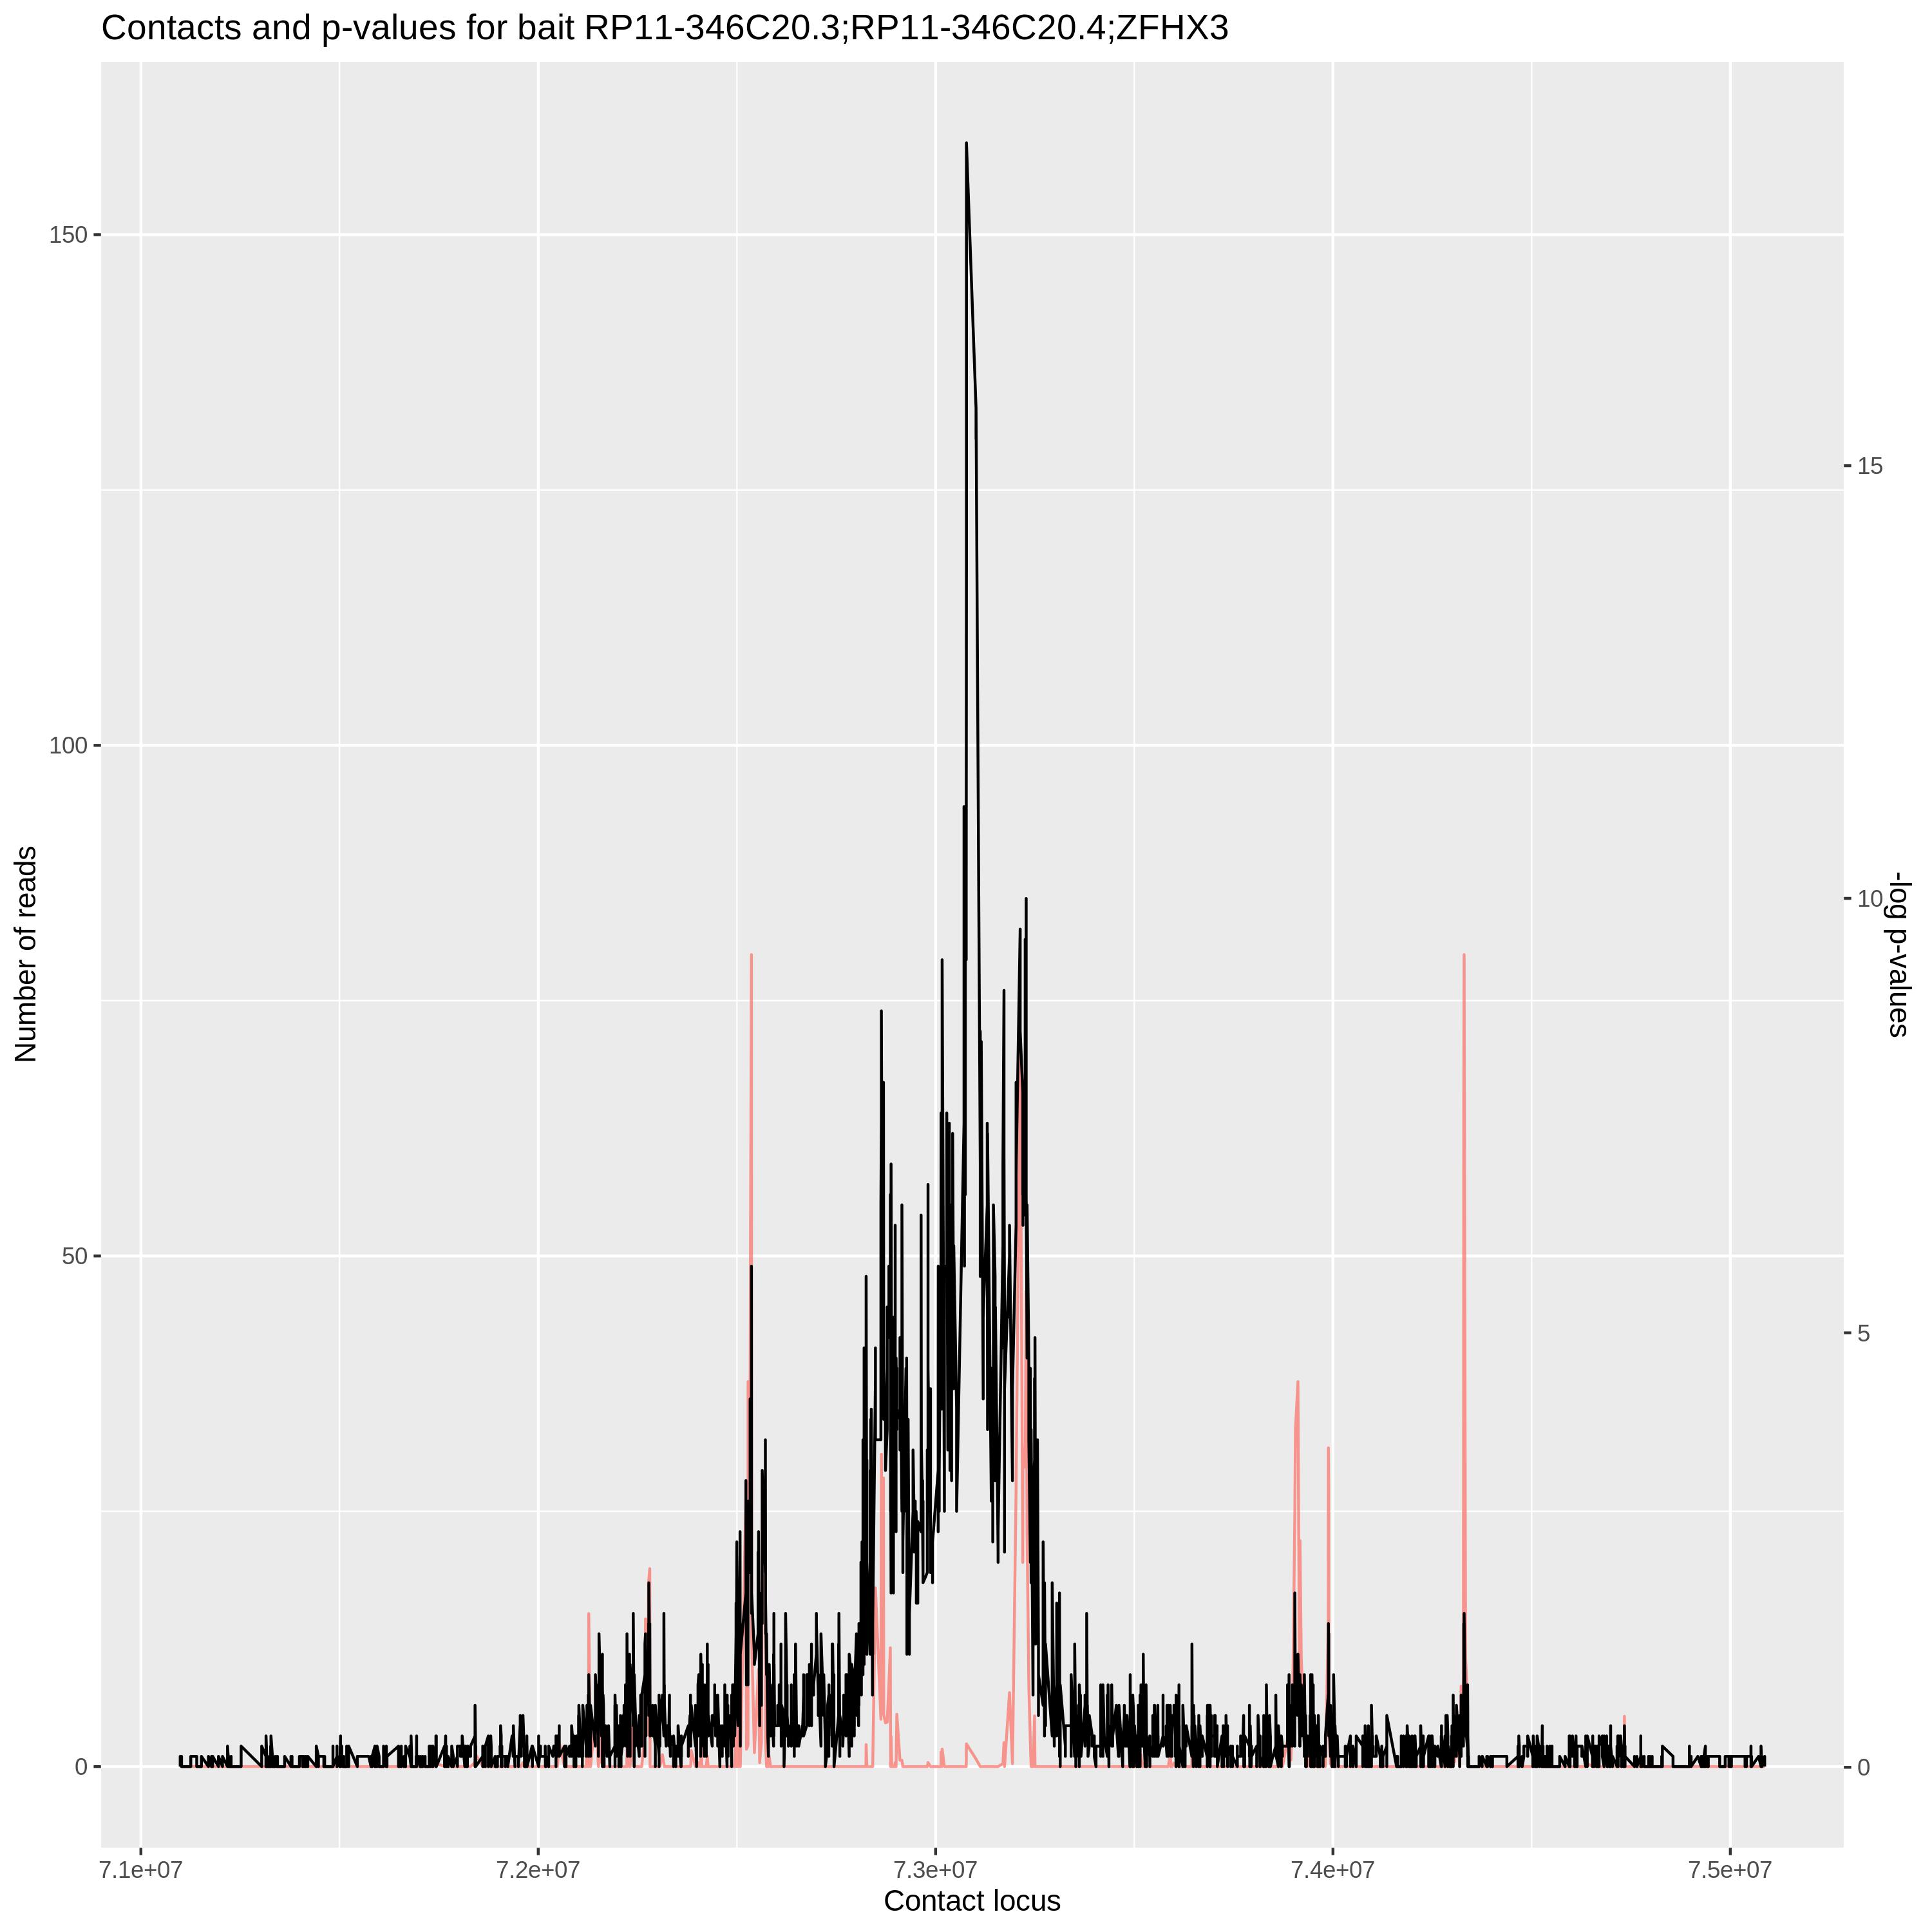 Contacts and p-values for bait RP11-346C20.3;RP11-346C20.4;ZFHX3
150
100
50
0
Number of reads
15
10
5
0
-log p-values
7.1e+07 7.2e+07 7.3e+07 7.4e+07 7.5e+07
Contact locus